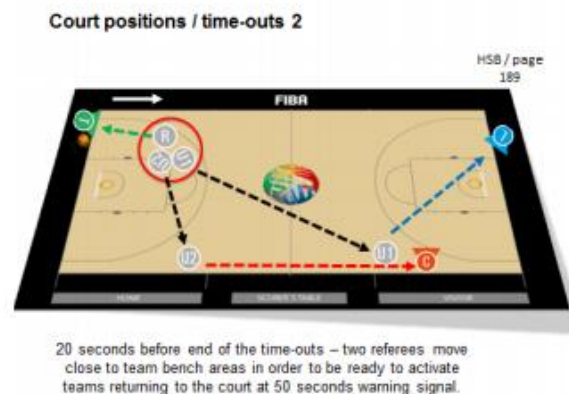 Court positions / time-outs 2
HSB / page
189
FIBA
R
U2
U1
C
HOME
SCORER'S TABLE
20 seconds before end of the time-outs – two referees move
close to team bench areas in order to be ready to activate
teams returning to the court at 50 seconds warning signal.